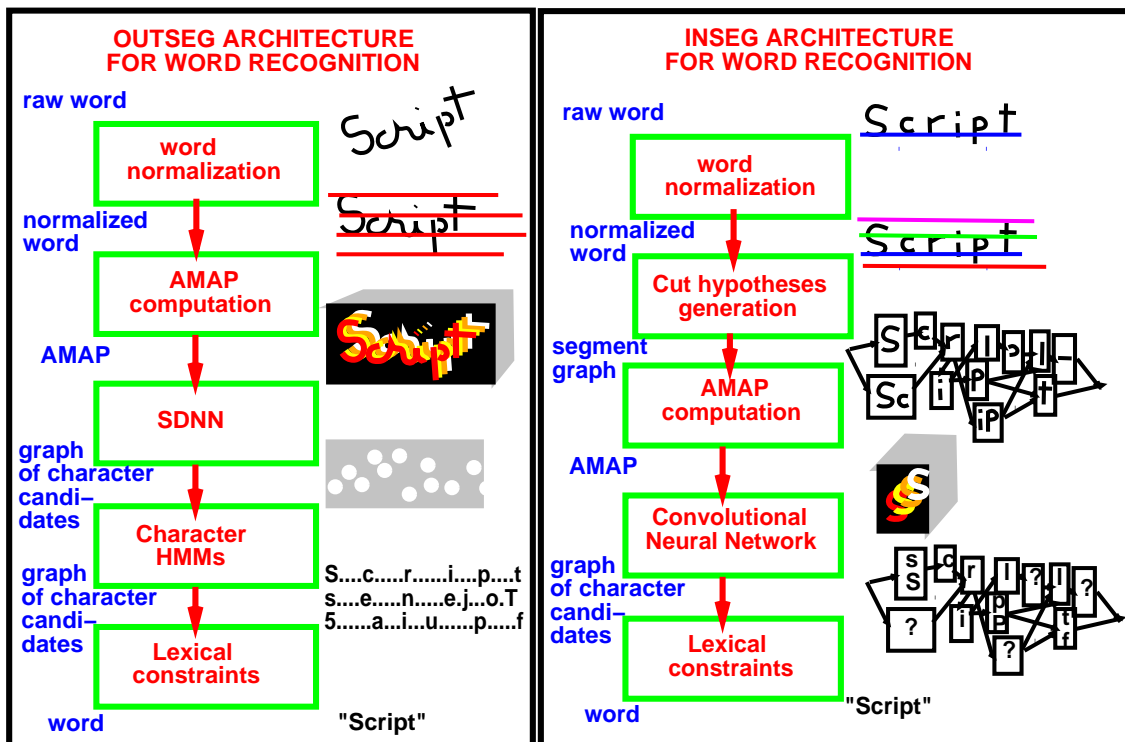 OUTSEG ARCHITECTURE
FOR WORD RECOGNITION
raw word
Script
word
normalization
normalized
word
Script
AMAP
computation
AMAP
Script
SDNN
graph
of character
candi–
dates
Character
HMMs
graph
of character
candi–
dates
S....c.....r......i....p....t
s....e....n.....e.j...o.T
5.....a...i...u......p.....f
Lexical
constraints
word
"Script"
INSEG ARCHITECTURE
FOR WORD RECOGNITION
raw word
Script
word
normalization
normalized
word
Script
Cut hypotheses
generation
segment
graph
S c r i p t
Sc i P t
iP
AMAP
computation
AMAP
S
Convolutional
Neural Network
graph
of character
candi–
dates
s S c r l ? l ?
? i p P t f
?
Lexical
constraints
word
"Script"